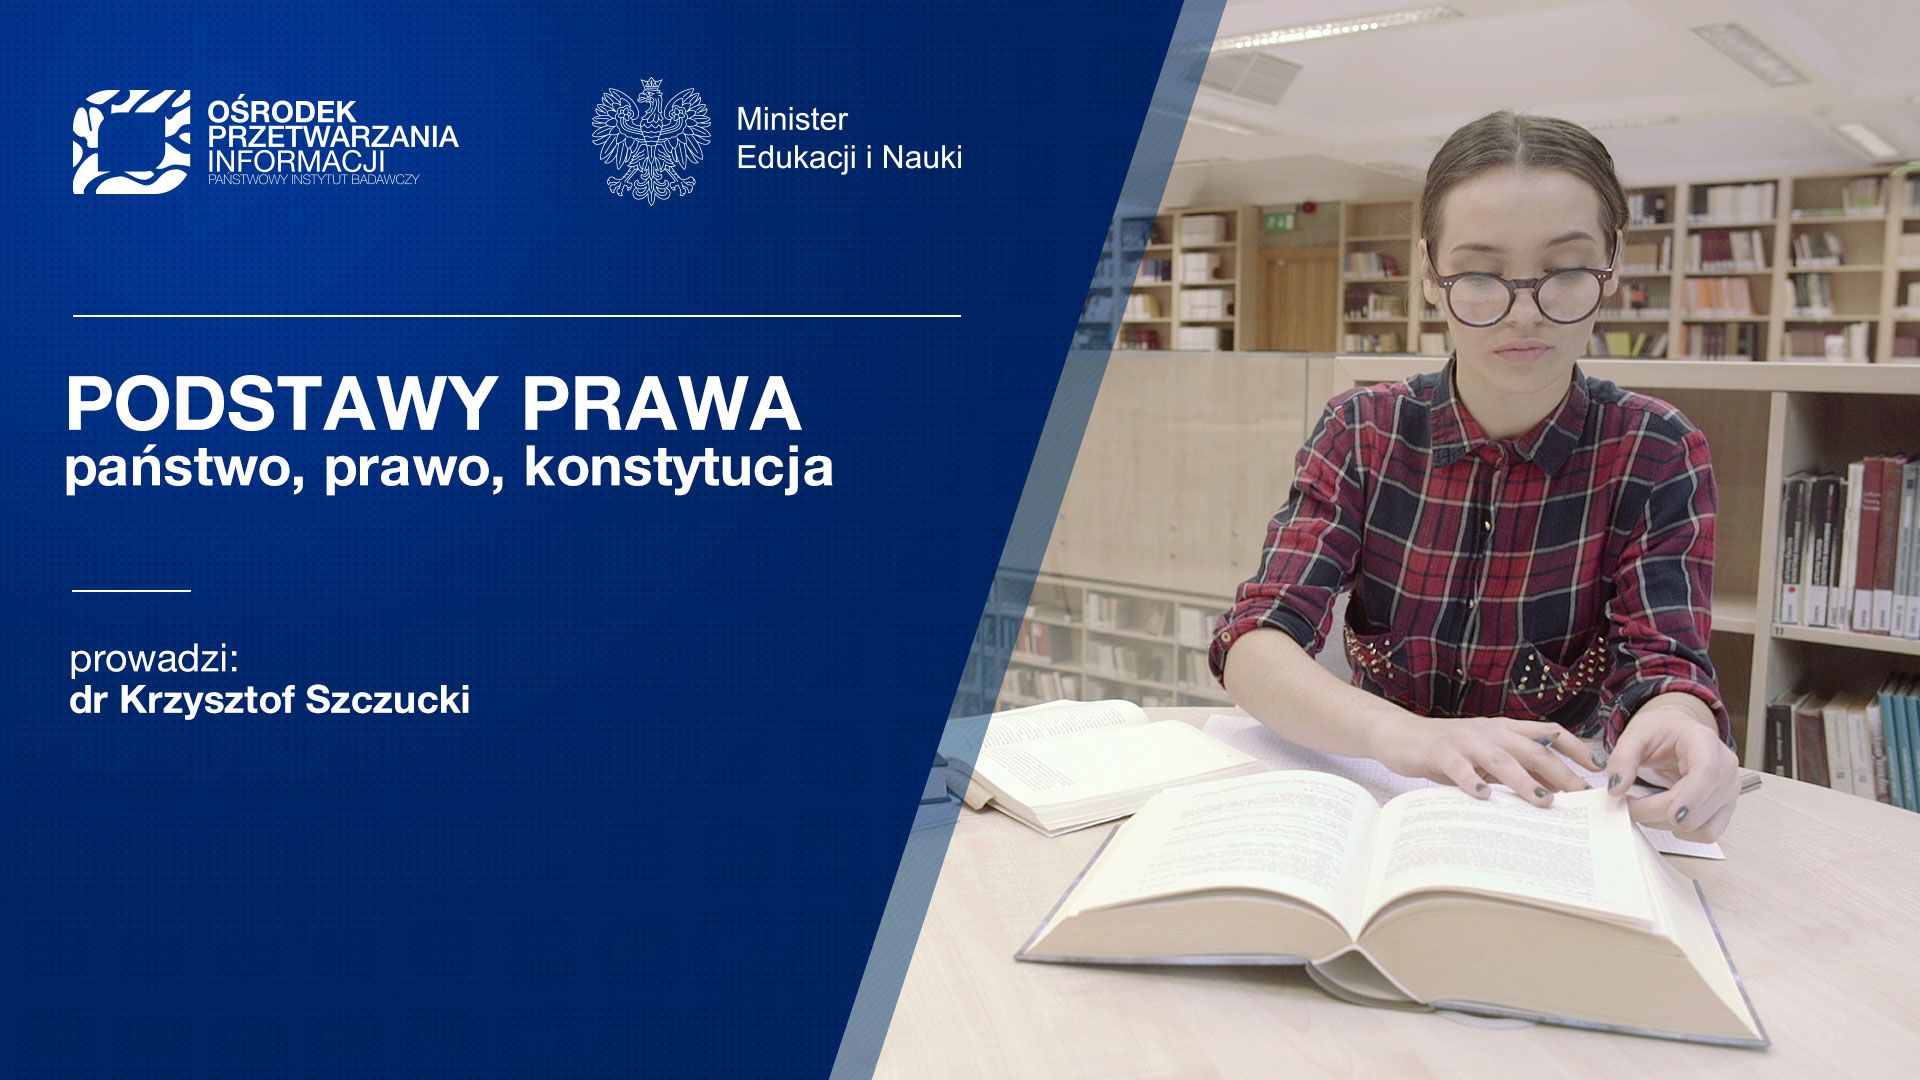 OŚRODEK
PRZETWARZANIA
INFORMACJI
PAŃSTWOWY INSTYTUT BADAWCZY
Minister
Edukacji i Nauki
PODSTAWY PRAWA
państwo, prawo, konstytucja
prowadzi:
dr Krzysztof Szczucki